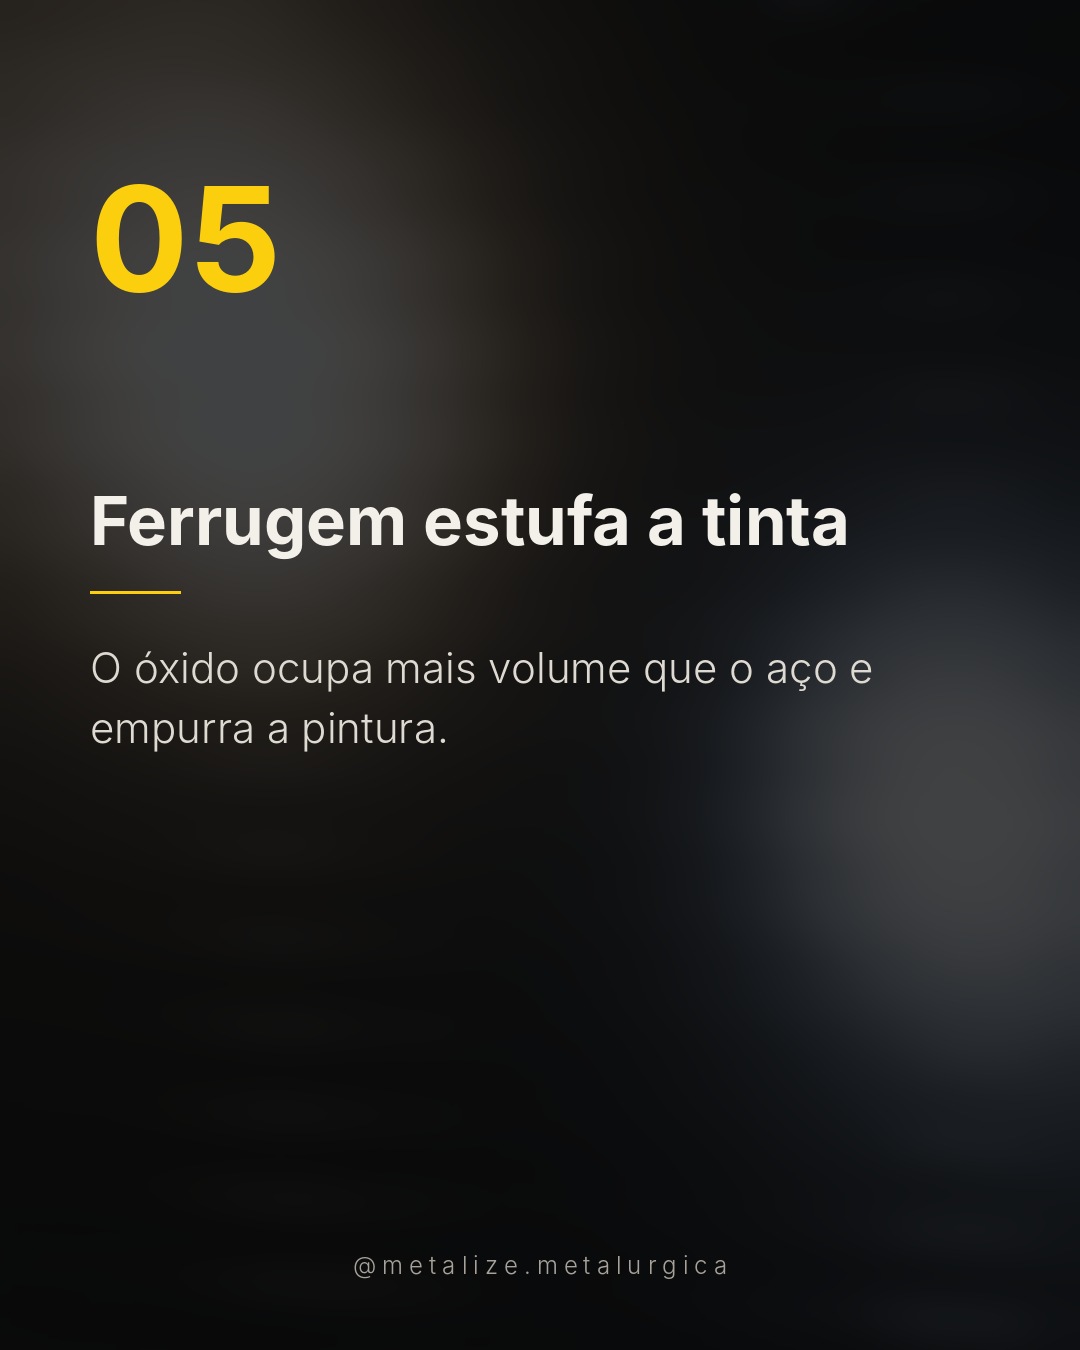 05
Ferrugem estufa a tinta
O óxido ocupa mais volume que o aço e
empurra a pintura.
@metalize.metalurgica